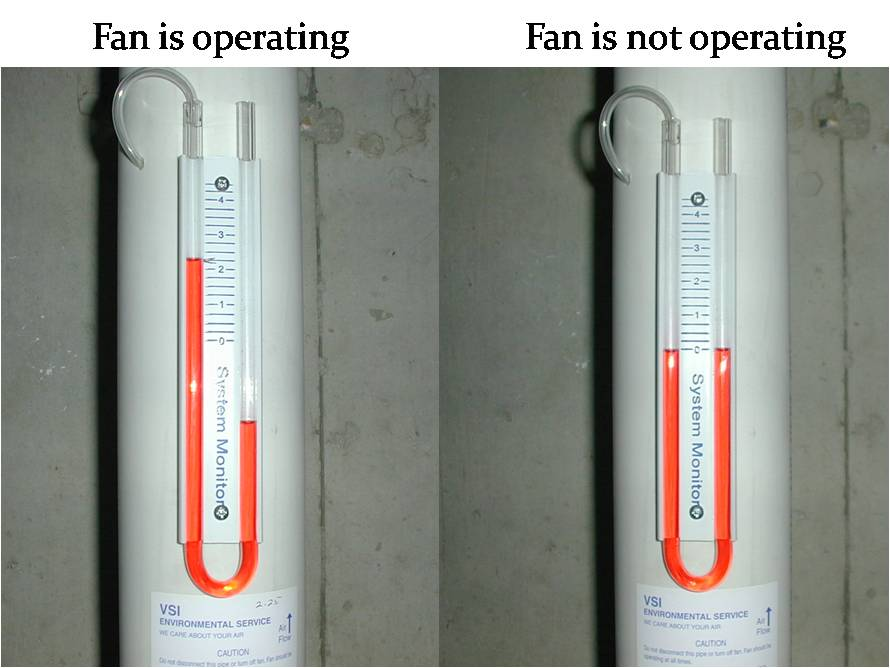 Fan is operating
4
3
2
1
0
System Monitor
2.25
VSI
ENVIRONMENTAL SERVICE
WE CARE ABOUT YOUR AIR
Air
Flow
CAUTION
Do not disconnect this pipe or turn off fan. Fan should be
Fan is not operating
4
3
2
1
0
System Monitor
VSI
ENVIRONMENTAL SERVICE
WE CARE ABOUT YOUR AIR
Air
Flow
CAUTION
Do not disconnect this pipe or turn off fan. Fan should be
operating at all times.